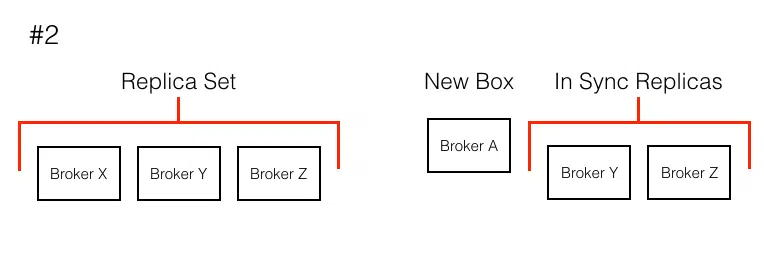 #2
Replica Set
New Box
In Sync Replicas
Broker X
Broker Y
Broker Z
Broker A
Broker Y
Broker Z